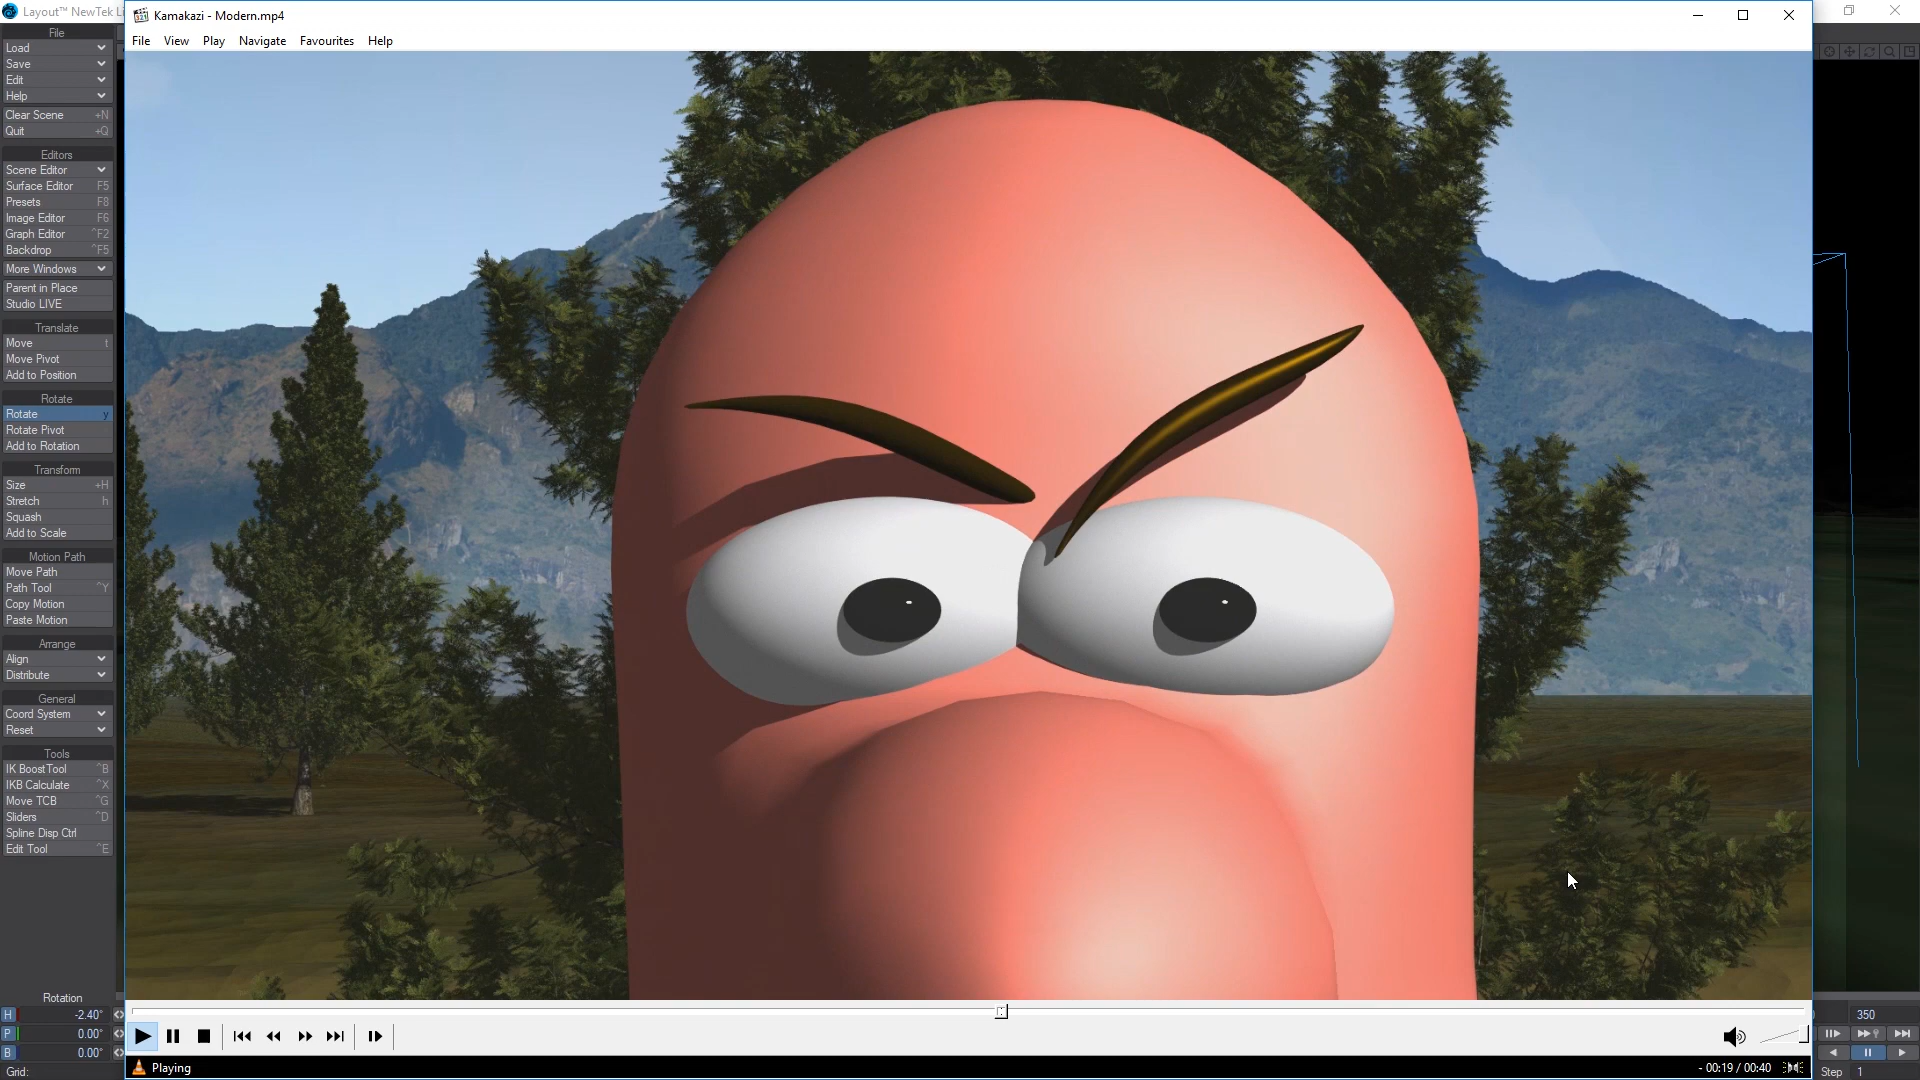 Layout™ NewTek Li
Kamakazi - Modern.mp4
File View Play Navigate Favourites Help
File
Load
Save
Edit
Help
Clear Scene +N
Quit +Q
Editors
Scene Editor
Surface Editor F5
Presets F8
Image Editor F6
Graph Editor ^F2
Backdrop ^F5
More Windows
Parent in Place
Studio LIVE
Translate
Move t
Move Pivot
Add to Position
Rotate
Rotate y
Rotate Pivot
Add to Rotation
Transform
Size +H
Stretch h
Squash
Add to Scale
Motion Path
Move Path
Path Tool ^Y
Copy Motion
Paste Motion
Arrange
Align
Distribute
General
Coord System
Reset
Tools
IK BoostTool ^B
IKB Calculate ^X
Move TCB ^G
Sliders ^D
Spline Disp Ctrl
Edit Tool ^E
Rotation
H -2.40°
P 0.00°
B 0.00°
Grid:
350
Playing
- 00:19 / 00:40
Step 1